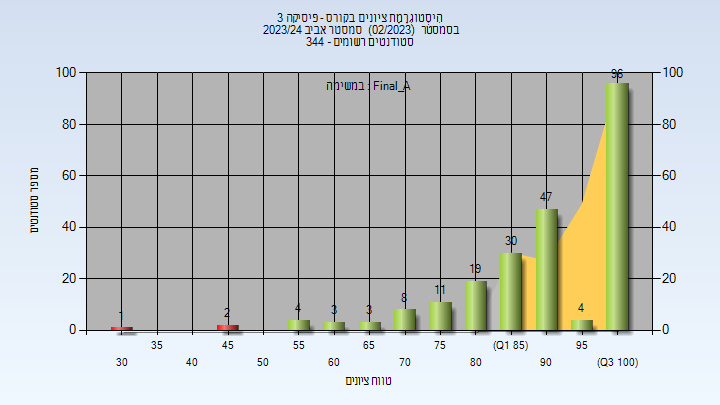 היסטוגרמת ציונים בקורס - פיסיקה 3
בסמסטר (02/2023) סמסטר אביב 2023/24
סטודנטים רשומים - 344
במשימה : Final_A
מספר סטודנטים
100 80 60 40 20 0
1 2 4 3 3 8 11 19 30 47 4 96
100 80 60 40 20 0
35 45 55 65 75 (Q1 85) 95
30 40 50 60 70 80 90 (Q3 100)
טווח ציונים